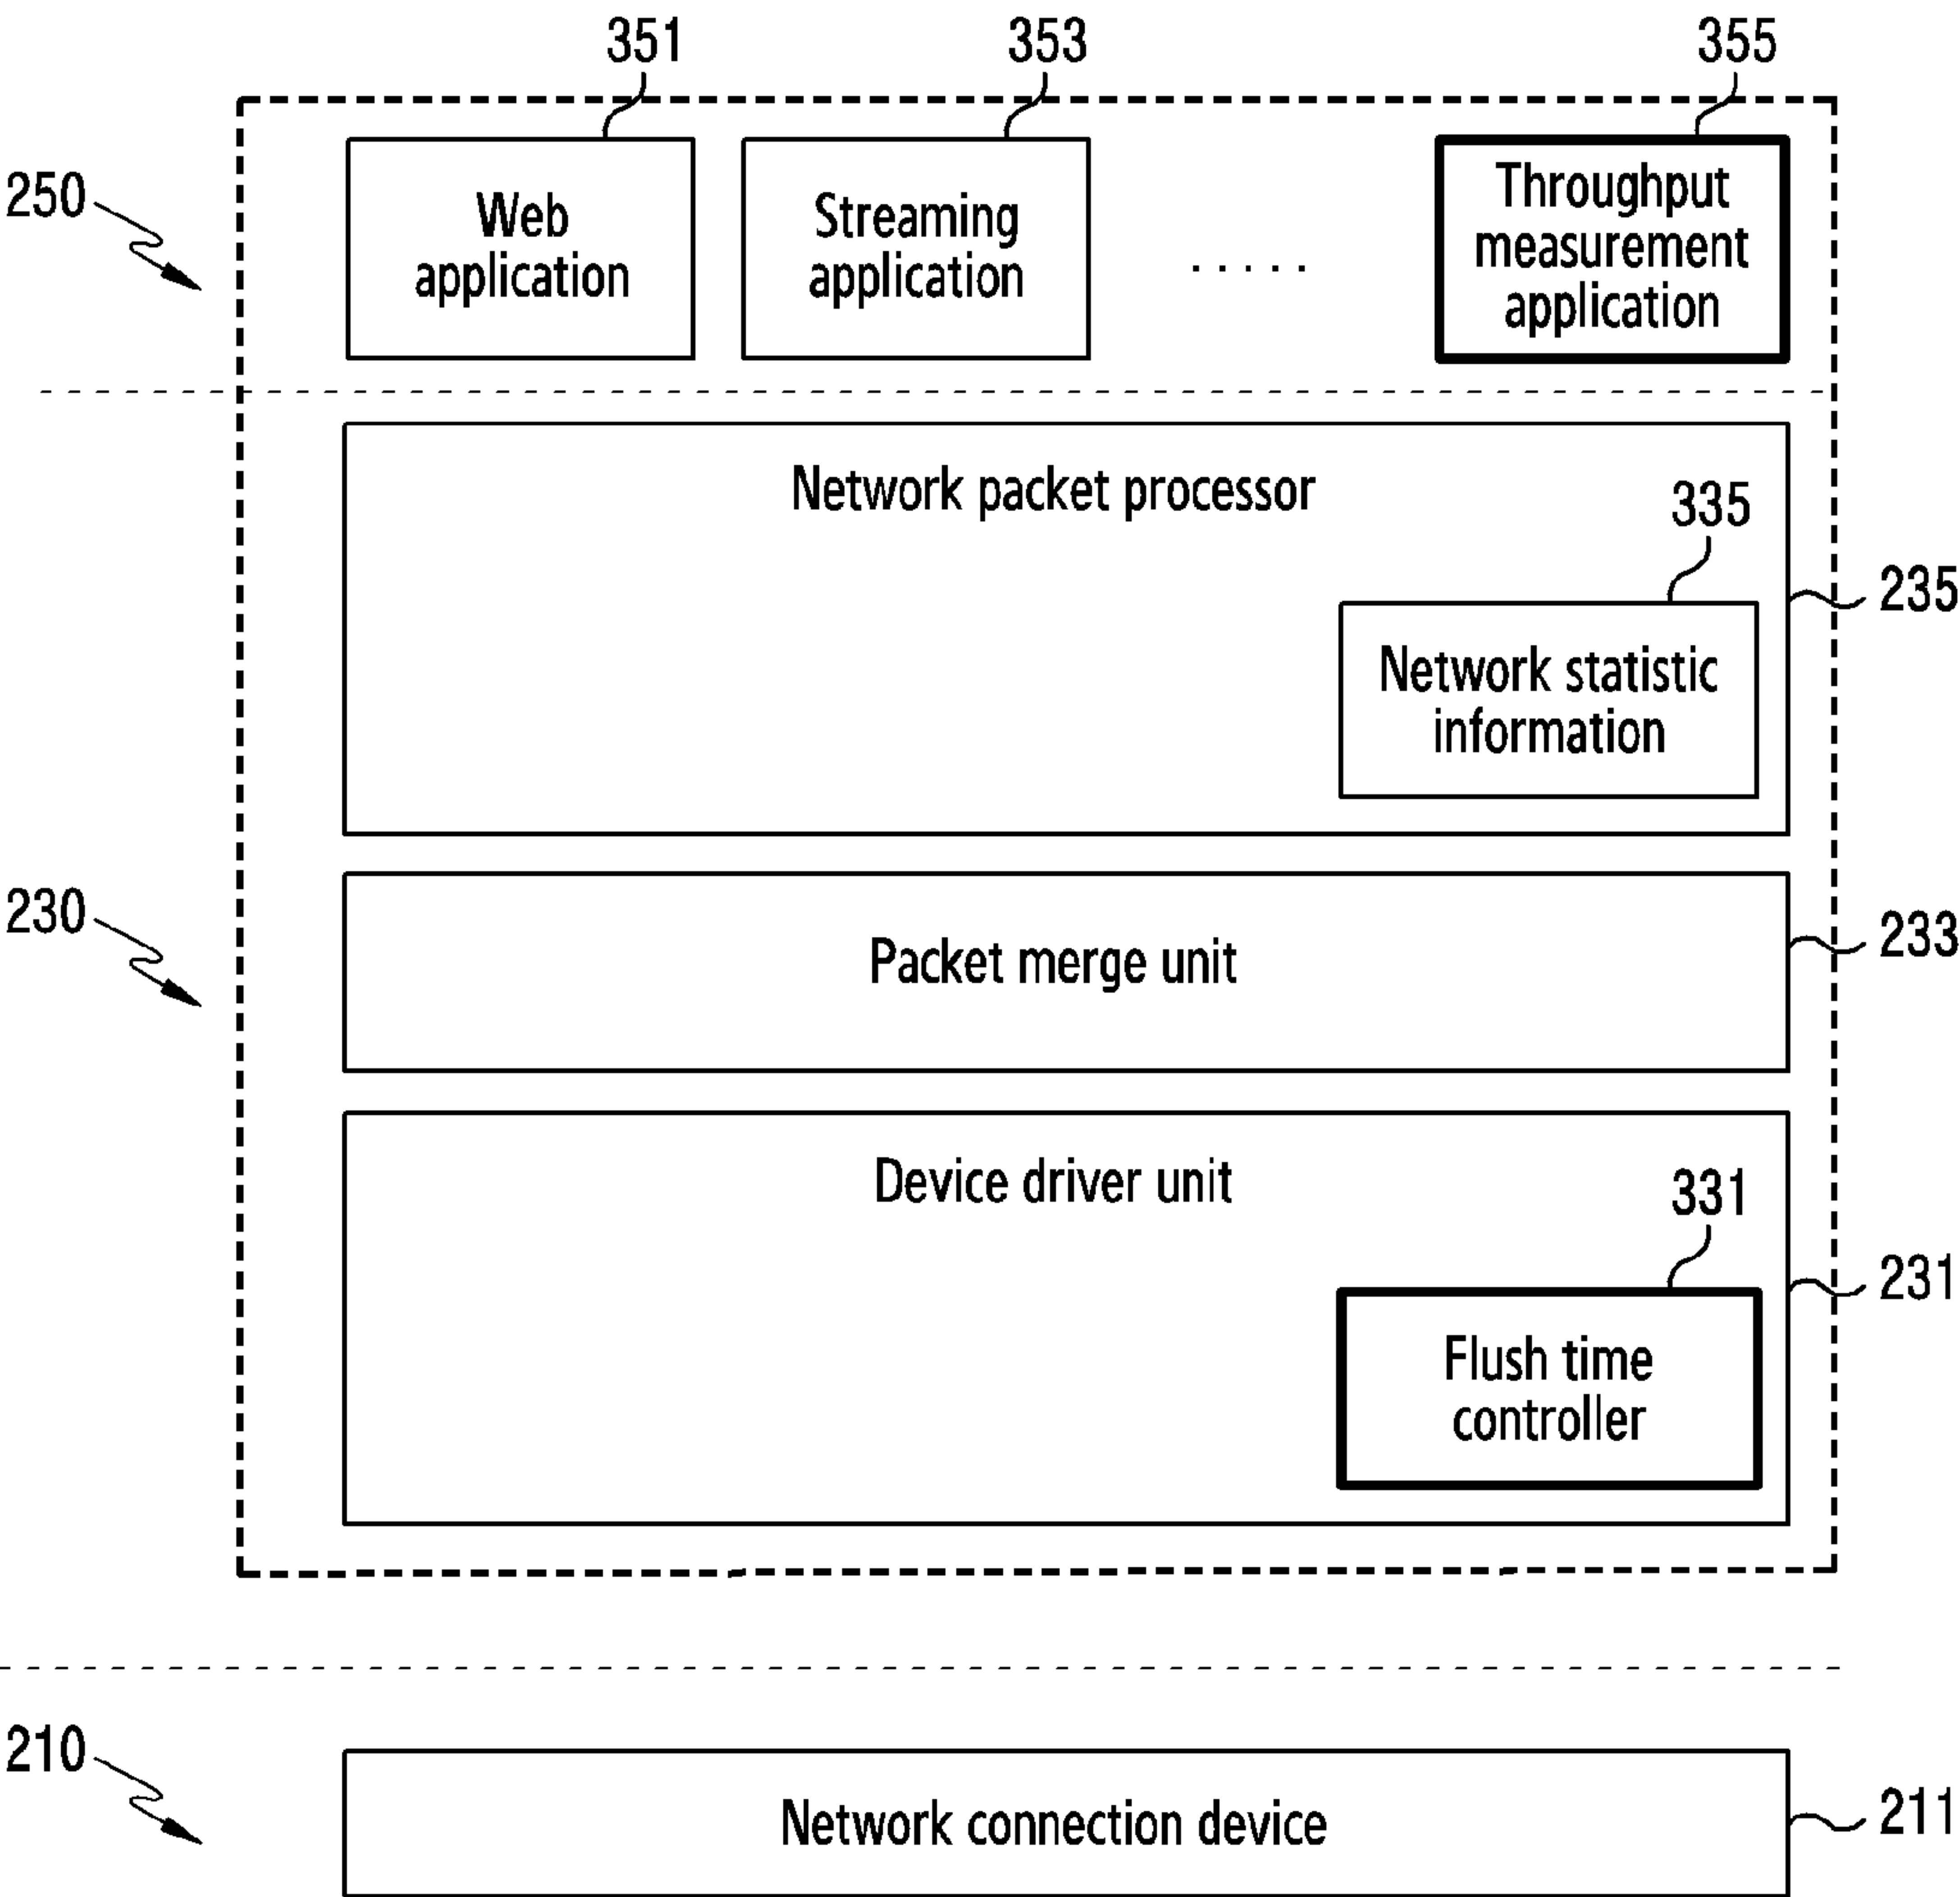 351
353
355
250
Web
application
Streaming
application
.....
Throughput
measurement
application
Network packet processor
335
235
Network statistic
information
230
Packet merge unit
233
Device driver unit
331
231
Flush time
controller
210
Network connection device
211